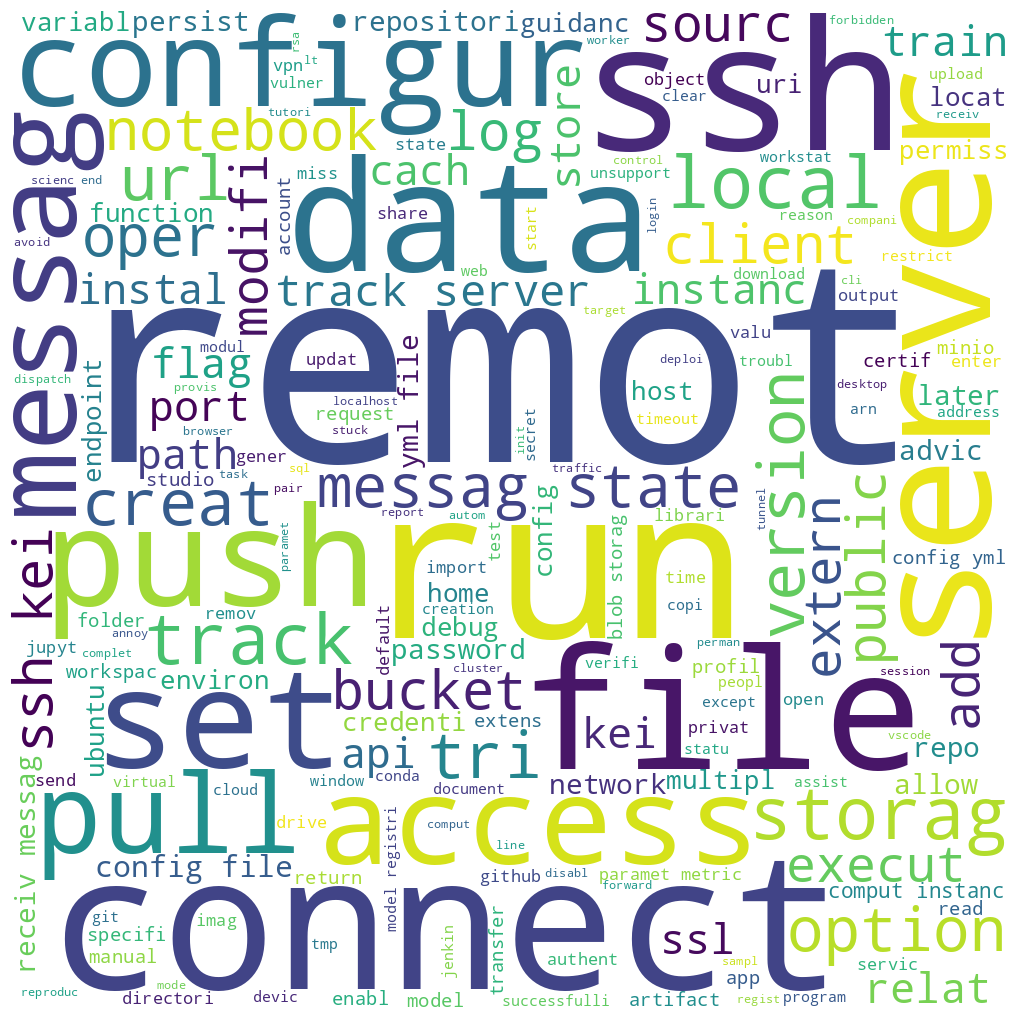 variabl
persist
repositori
guidanc
sourc
forbidden
configur
ssh
rsa
worker
train
vpn
lt
vulner
object
uri
clear
upload
locat
receiv
tutori
notebook
log
store
state
control
unsupport
workstat
permiss
server
messag
scienc
end
url
modifi
cach
miss
data
local
function
account
share
start
login
reason
compani
avoid
oper
client
restrict
instal
track server
web
target
instanc
download
cli
output
remot
modul
updat
flag
provis
yml file
valu
deploi
troubl
certif
minio
enter
dispatch
endpoint
port
localhost
request
stuck
host
timeout
desktop
arn
later
address
path
browser
gener
studio
task
sql
pair
init
secret
traffic
advic
creat
messag state
report
autom
version
extern
public
tunnel
push
run
paramet
test
config
blob storag
librari
config yml
ssh kei
import
time
home
creation
copi
folder
remov
annoy
track
default
debug
password
perman
jupyt
complet
workspac
environ
cluster
verifi
profil
peopl
session
add
ubuntu
set
bucket
file
credenti
extens
kei
except
privat
open
vscode
api
tri
statu
repo
send
virtual
cloud
window
conda
document
network
multipl
assist
allow
pull
receiv messag
drive
access
storag
comput
line
model registri
config file
return
github
disabl
forward
paramet metric
execut
comput instanc
connect
git
specifi
manual
imag
tmp
jenkin
transfer
authent
ssl
option
read
sampl
app
servic
reproduc
mode
directori
devic
enabl
model
successfulli
artifact
regist
program
relat